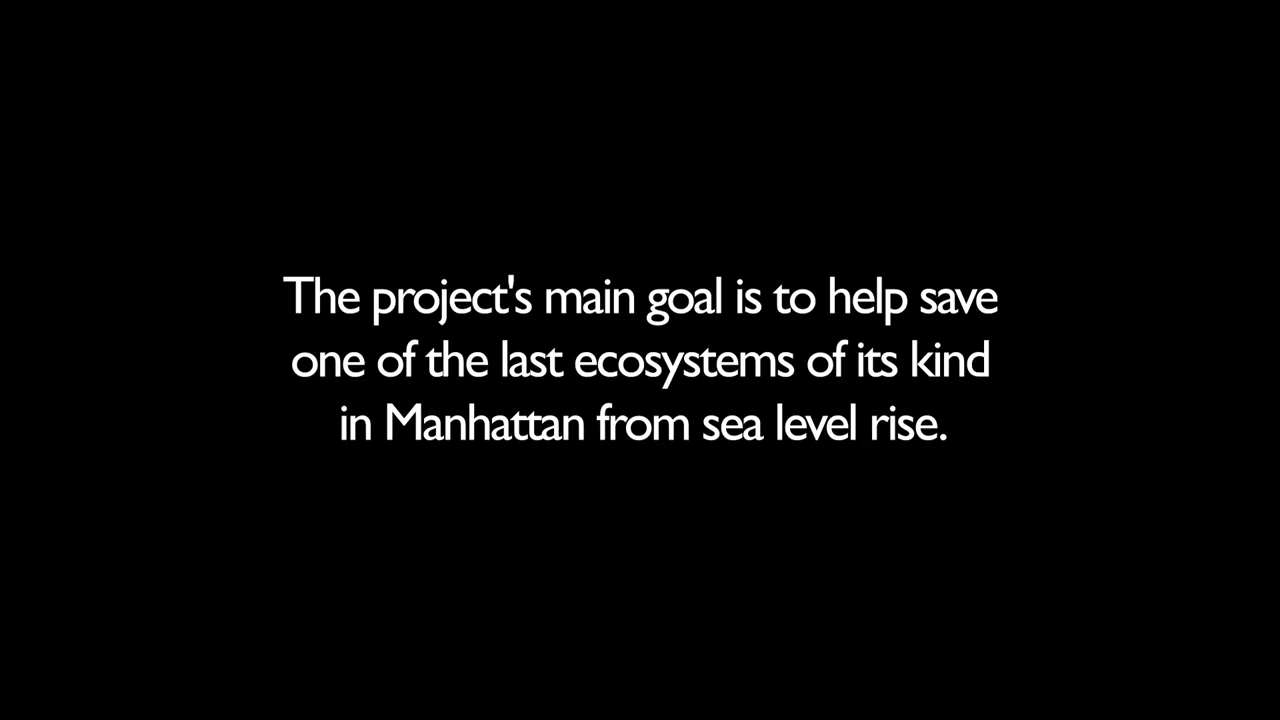 The project's main goal is to help save
one of the last ecosystems of its kind
in Manhattan from sea level rise.